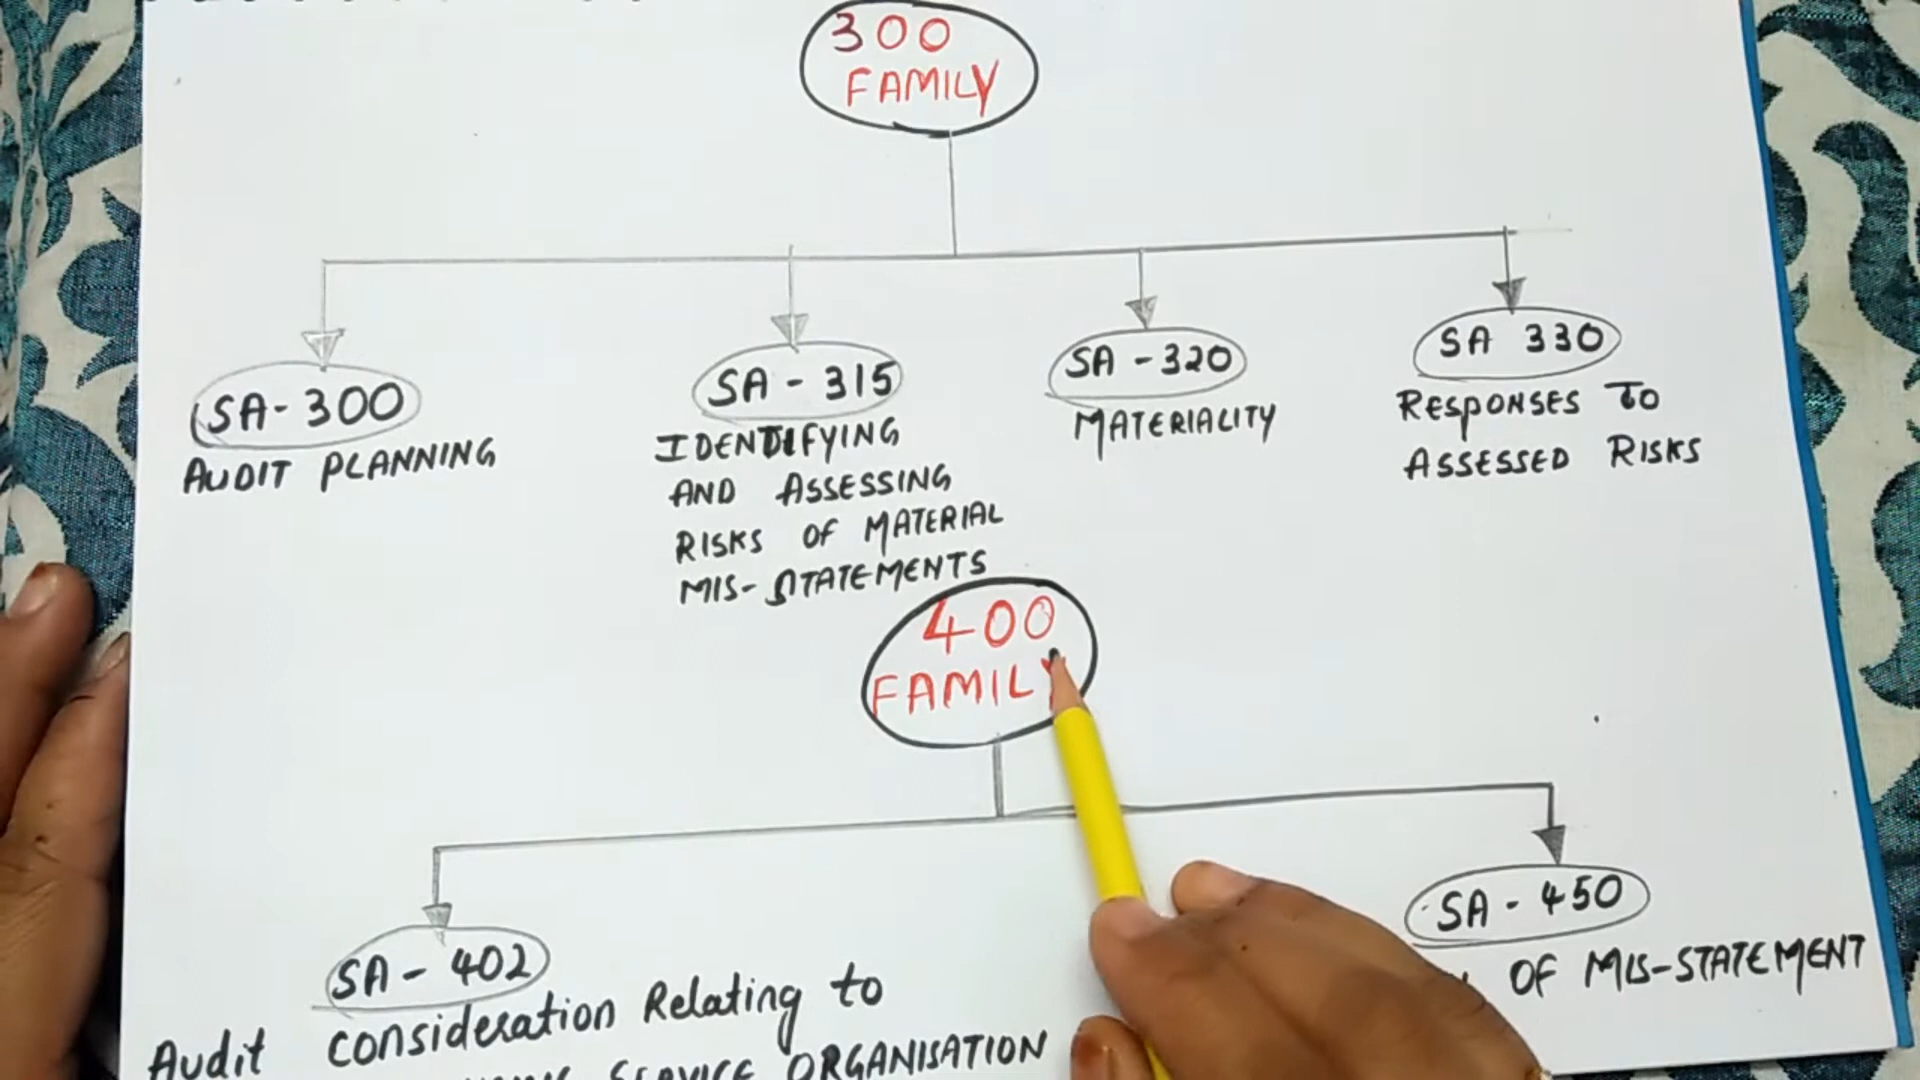 300
FAMILY
SA-300
AUDIT PLANNING
SA - 315
IDENTIFYING
AND ASSESSING
RISKS OF MATERIAL
MIS-STATEMENTS
SA - 320
MATERIALITY
SA 330
RESPONSES TO
ASSESSED RISKS
400
FAMILY
SA - 402
Audit consideration Relating to
SERVICE ORGANISATION
SA - 450
OF MIS-STATEMENT